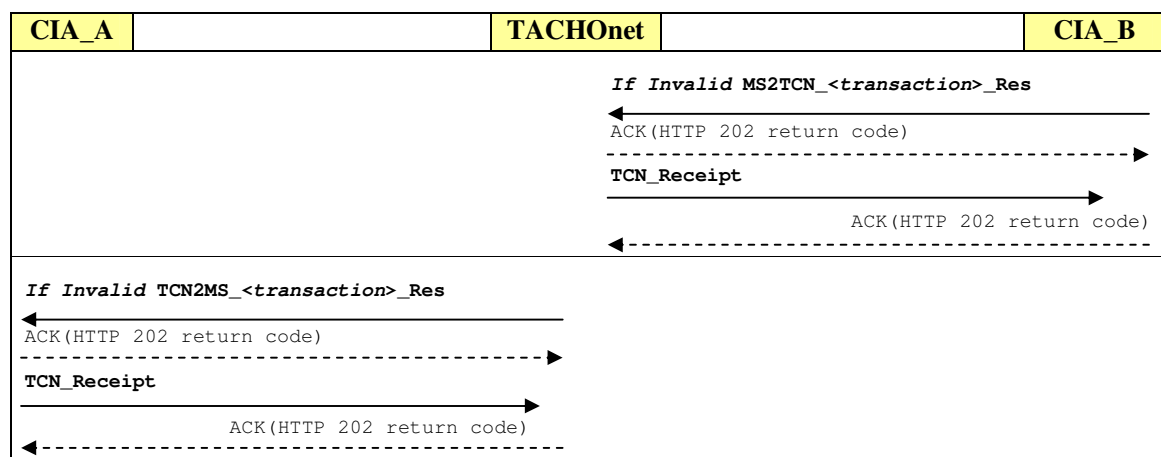 CIA_A TACHOnet CIA_B
If Invalid MS2TCN_<transaction>_Res
ACK(HTTP 202 return code)
TCN_Receipt
ACK(HTTP 202 return code)
If Invalid TCN2MS_<transaction>_Res
ACK(HTTP 202 return code)
TCN_Receipt
ACK(HTTP 202 return code)